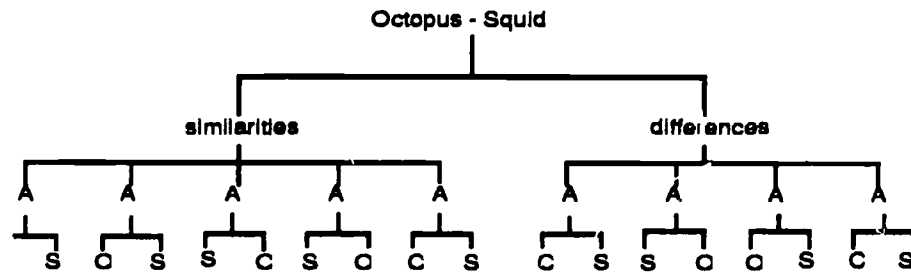 Octopus - Squid
similarities differences
A A A A A A A A A
S O S S C S O C S C S S O O S C S